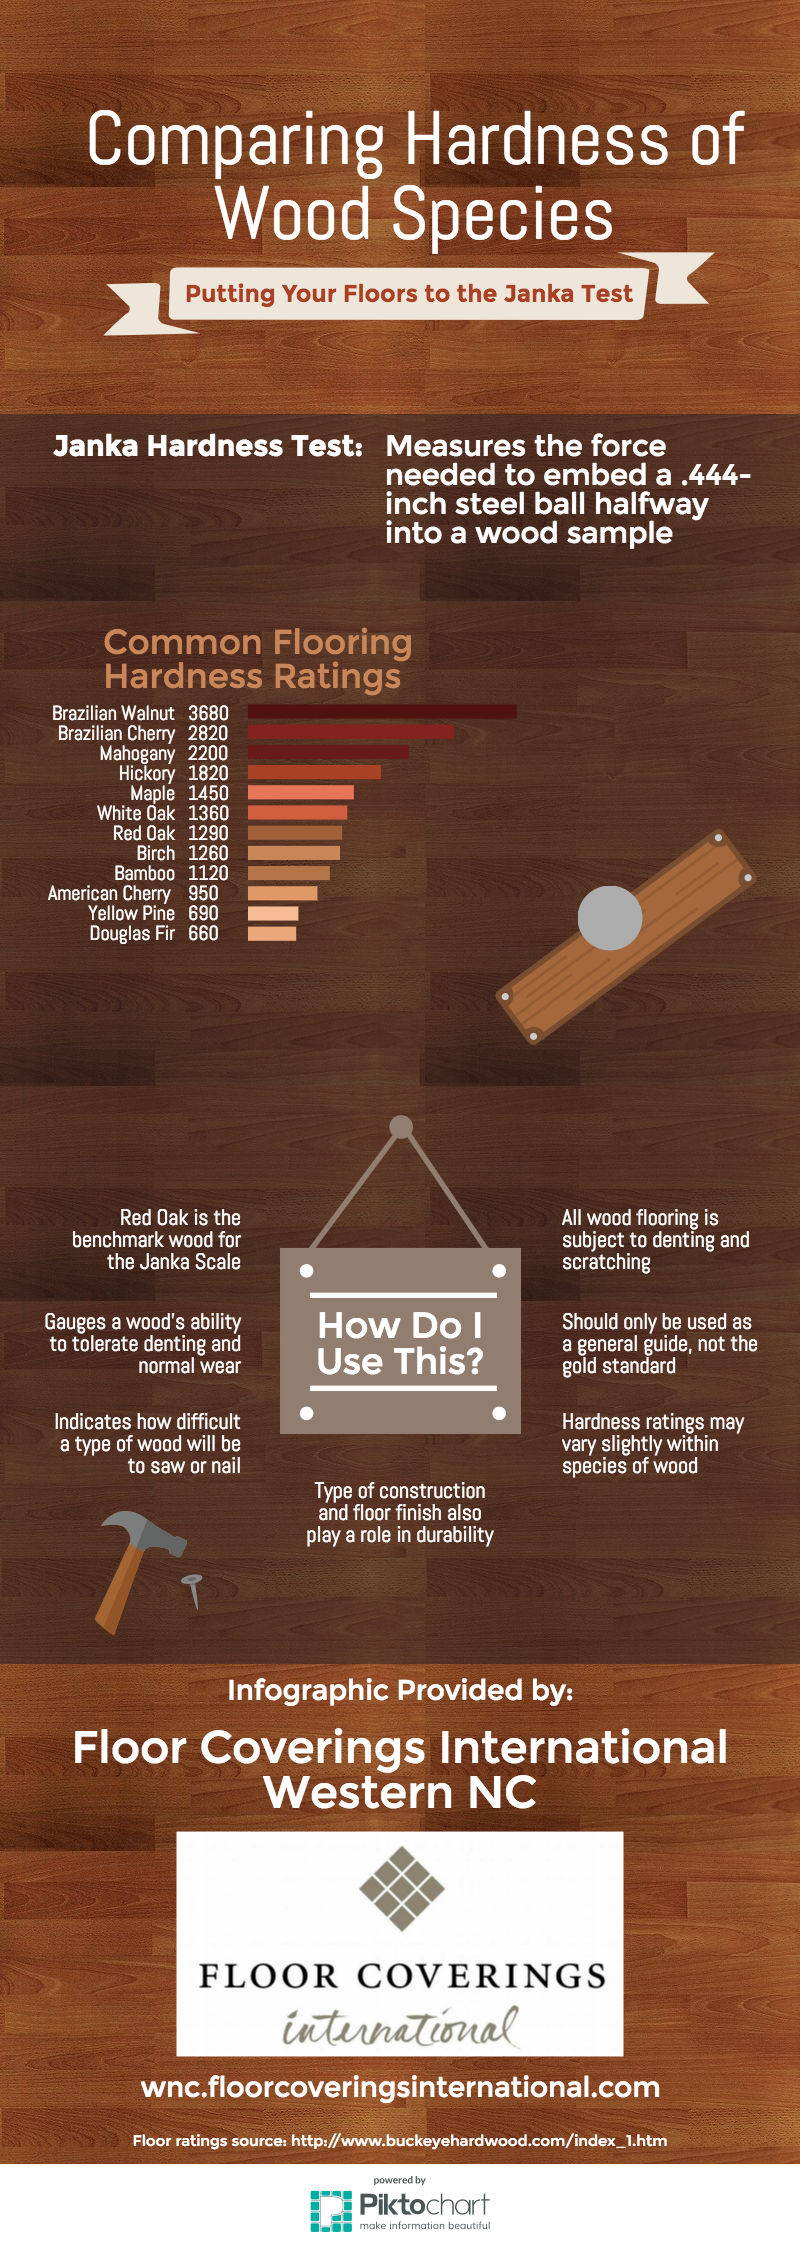 Comparing Hardness of
Wood Species
Putting Your Floors to the Janka Test
Janka Hardness Test:
Measures the force
needed to embed a .444-
inch steel ball halfway
into a wood sample
Common Flooring
Hardness Ratings
Brazilian Walnut 3680
Brazilian Cherry 2820
Mahogany 2200
Hickory 1820
Maple 1450
White Oak 1360
Red Oak 1290
Birch 1260
Bamboo 1120
American Cherry 950
Yellow Pine 690
Douglas Fir 660
Red Oak is the
benchmark wood for
the Janka Scale
Gauges a wood's ability
to tolerate denting and
normal wear
Indicates how difficult
a type of wood will be
to saw or nail
How Do I
Use This?
Type of construction
and floor finish also
play a role in durability
All wood flooring is
subject to denting and
scratching
Should only be used as
a general guide, not the
gold standard
Hardness ratings may
vary slightly within
species of wood
Infographic Provided by:
Floor Coverings International
Western NC
FLOOR COVERINGS
international
wnc.floorcoveringsinternational.com
Floor ratings source: http://www.buckeyehardwood.com/index_1.htm
powered by
Piktochart
make information beautiful